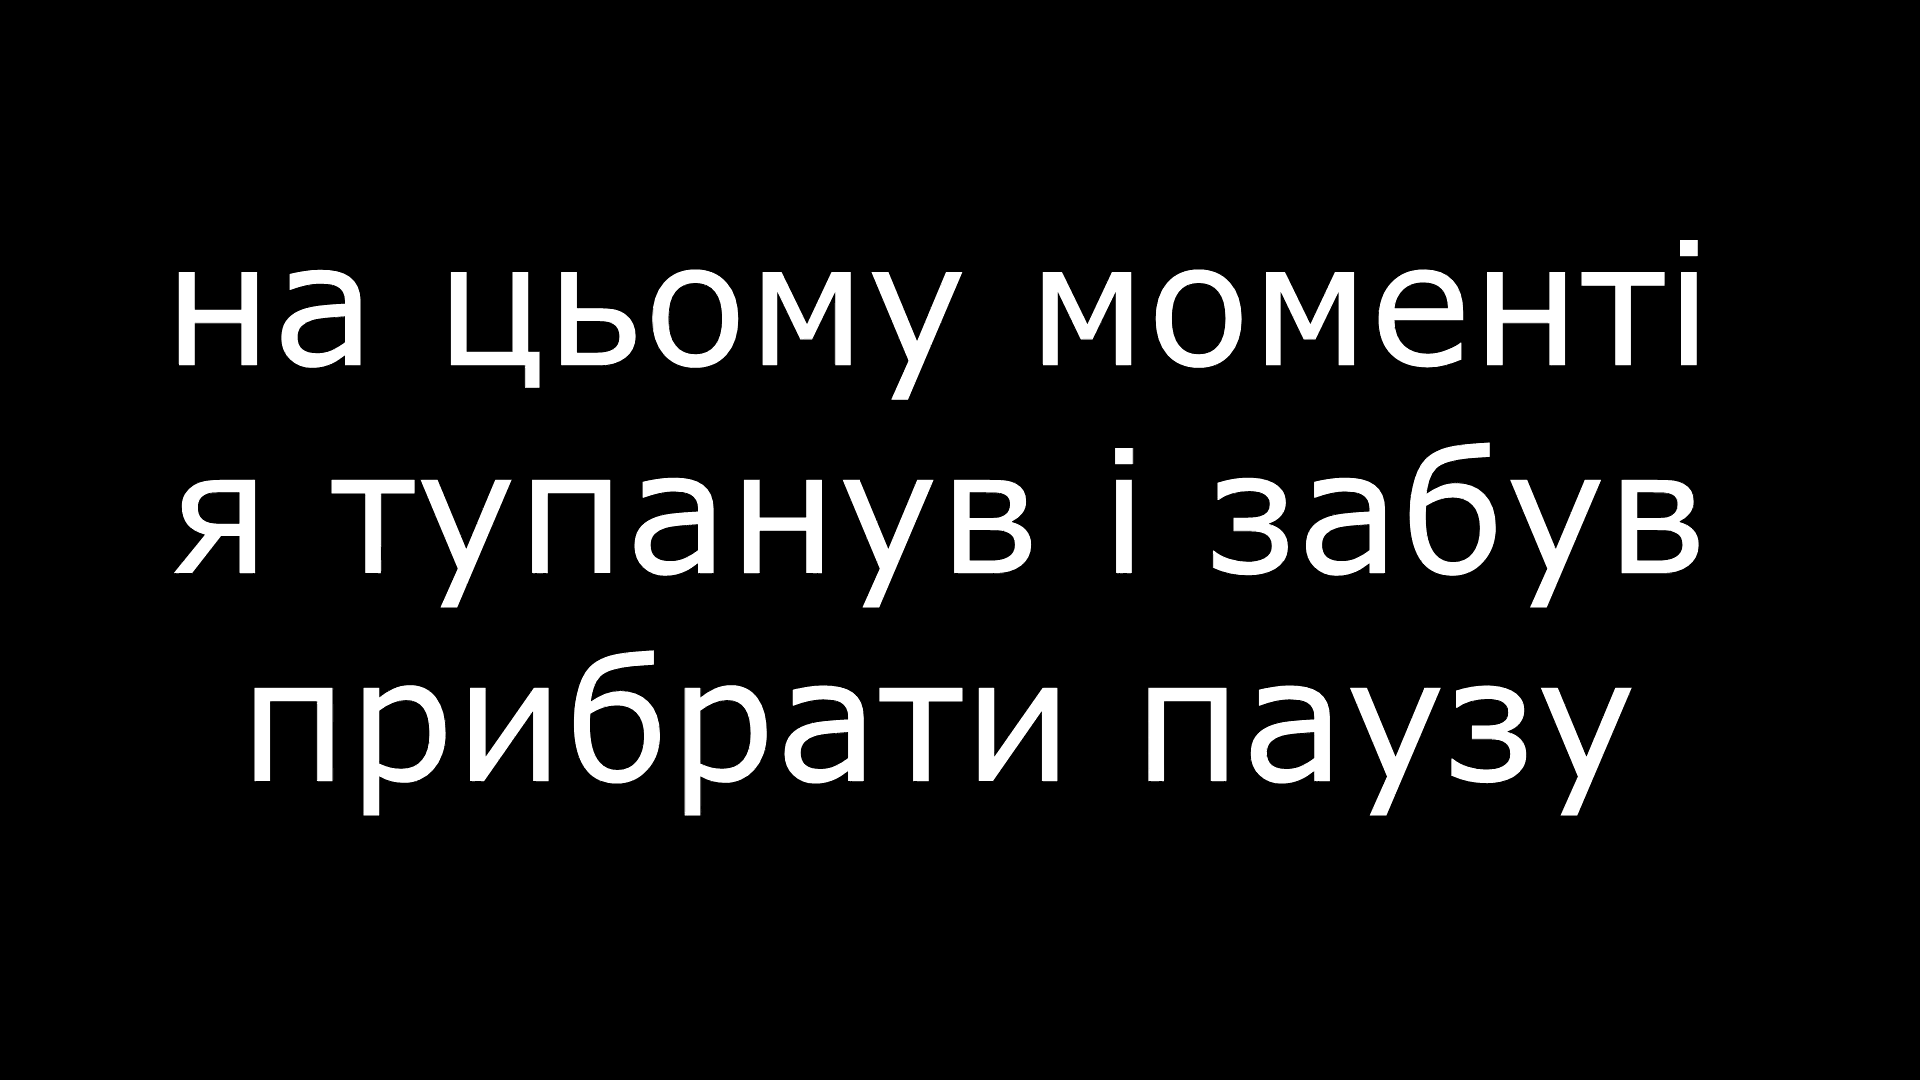 на цьому моменті
я тупанув і забув
прибрати паузу